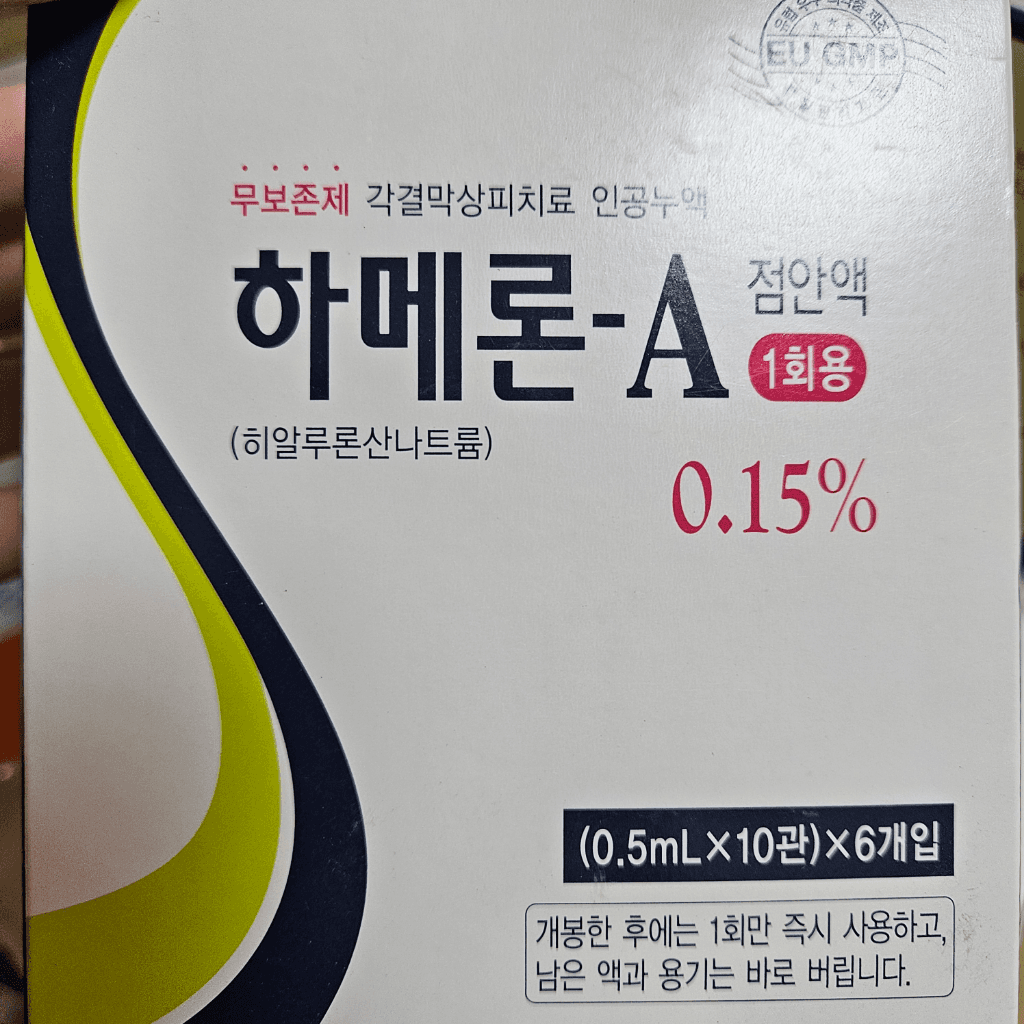 EU GMP
무보존제 각결막상피치료 인공누액
하메론-A 점안액
1회용
(히알루론산나트륨)
0.15%
(0.5mL×10관)×6개입
개봉한 후에는 1회만 즉시 사용하고,
남은 액과 용기는 바로 버립니다.